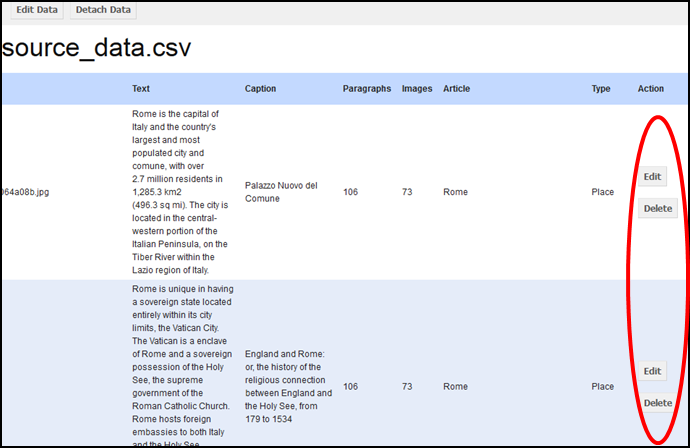 Edit Data Detach Data
source_data.csv
Text Caption Paragraphs Images Article Type Action
Rome is the capital of
Italy and the country's
largest and most
populated city and
comune, with over
2.7 million residents in
1,285.3 km2
(496.3 sq mi). The city is
located in the central-
western portion of the
Italian Peninsula, on the
Tiber River within the
Lazio region of Italy.
064a08b.jpg
Palazzo Nuovo del
Comune
106 73 Rome Place
Edit
Delete
Rome is unique in having
a sovereign state located
entirely within its city
limits, the Vatican City.
The Vatican is a enclave
of Rome and a sovereign
possession of the Holy
See, the supreme
government of the
Roman Catholic Church.
Rome hosts foreign
embassies to both Italy
and the Holy See
England and Rome:
or, the history of the
religious connection
between England and
the Holy See, from
179 to 1534
106 73 Rome Place
Edit
Delete